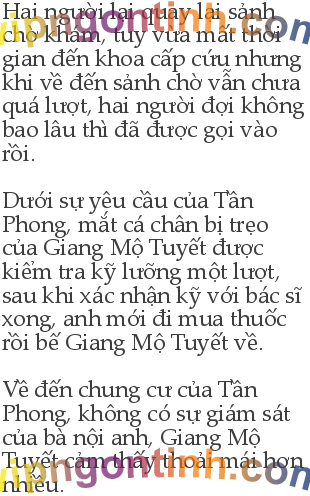 Hai người lại quay lại sảnh
chờ khám, tuy vừa mất thời
gian đến khoa cấp cứu nhưng
khi về đến sảnh chờ vẫn chưa
quá lượt, hai người đợi không
bao lâu thì đã được gọi vào
rồi.
Dưới sự yêu cầu của Tần
Phong, mắt cá chân bị trẹo
của Giang Mộ Tuyết được
kiểm tra kỹ lưỡng một lượt,
sau khi xác nhận kỹ với bác sĩ
xong, anh mới đi mua thuốc
rồi bế Giang Mộ Tuyết về.
Về đến chung cư của Tần
Phong, không có sự giám sát
của bà nội anh, Giang Mộ
Tuyết cảm thấy thoải mái hơn
nhiều.
vipngontinh.com
vipngontinh.com